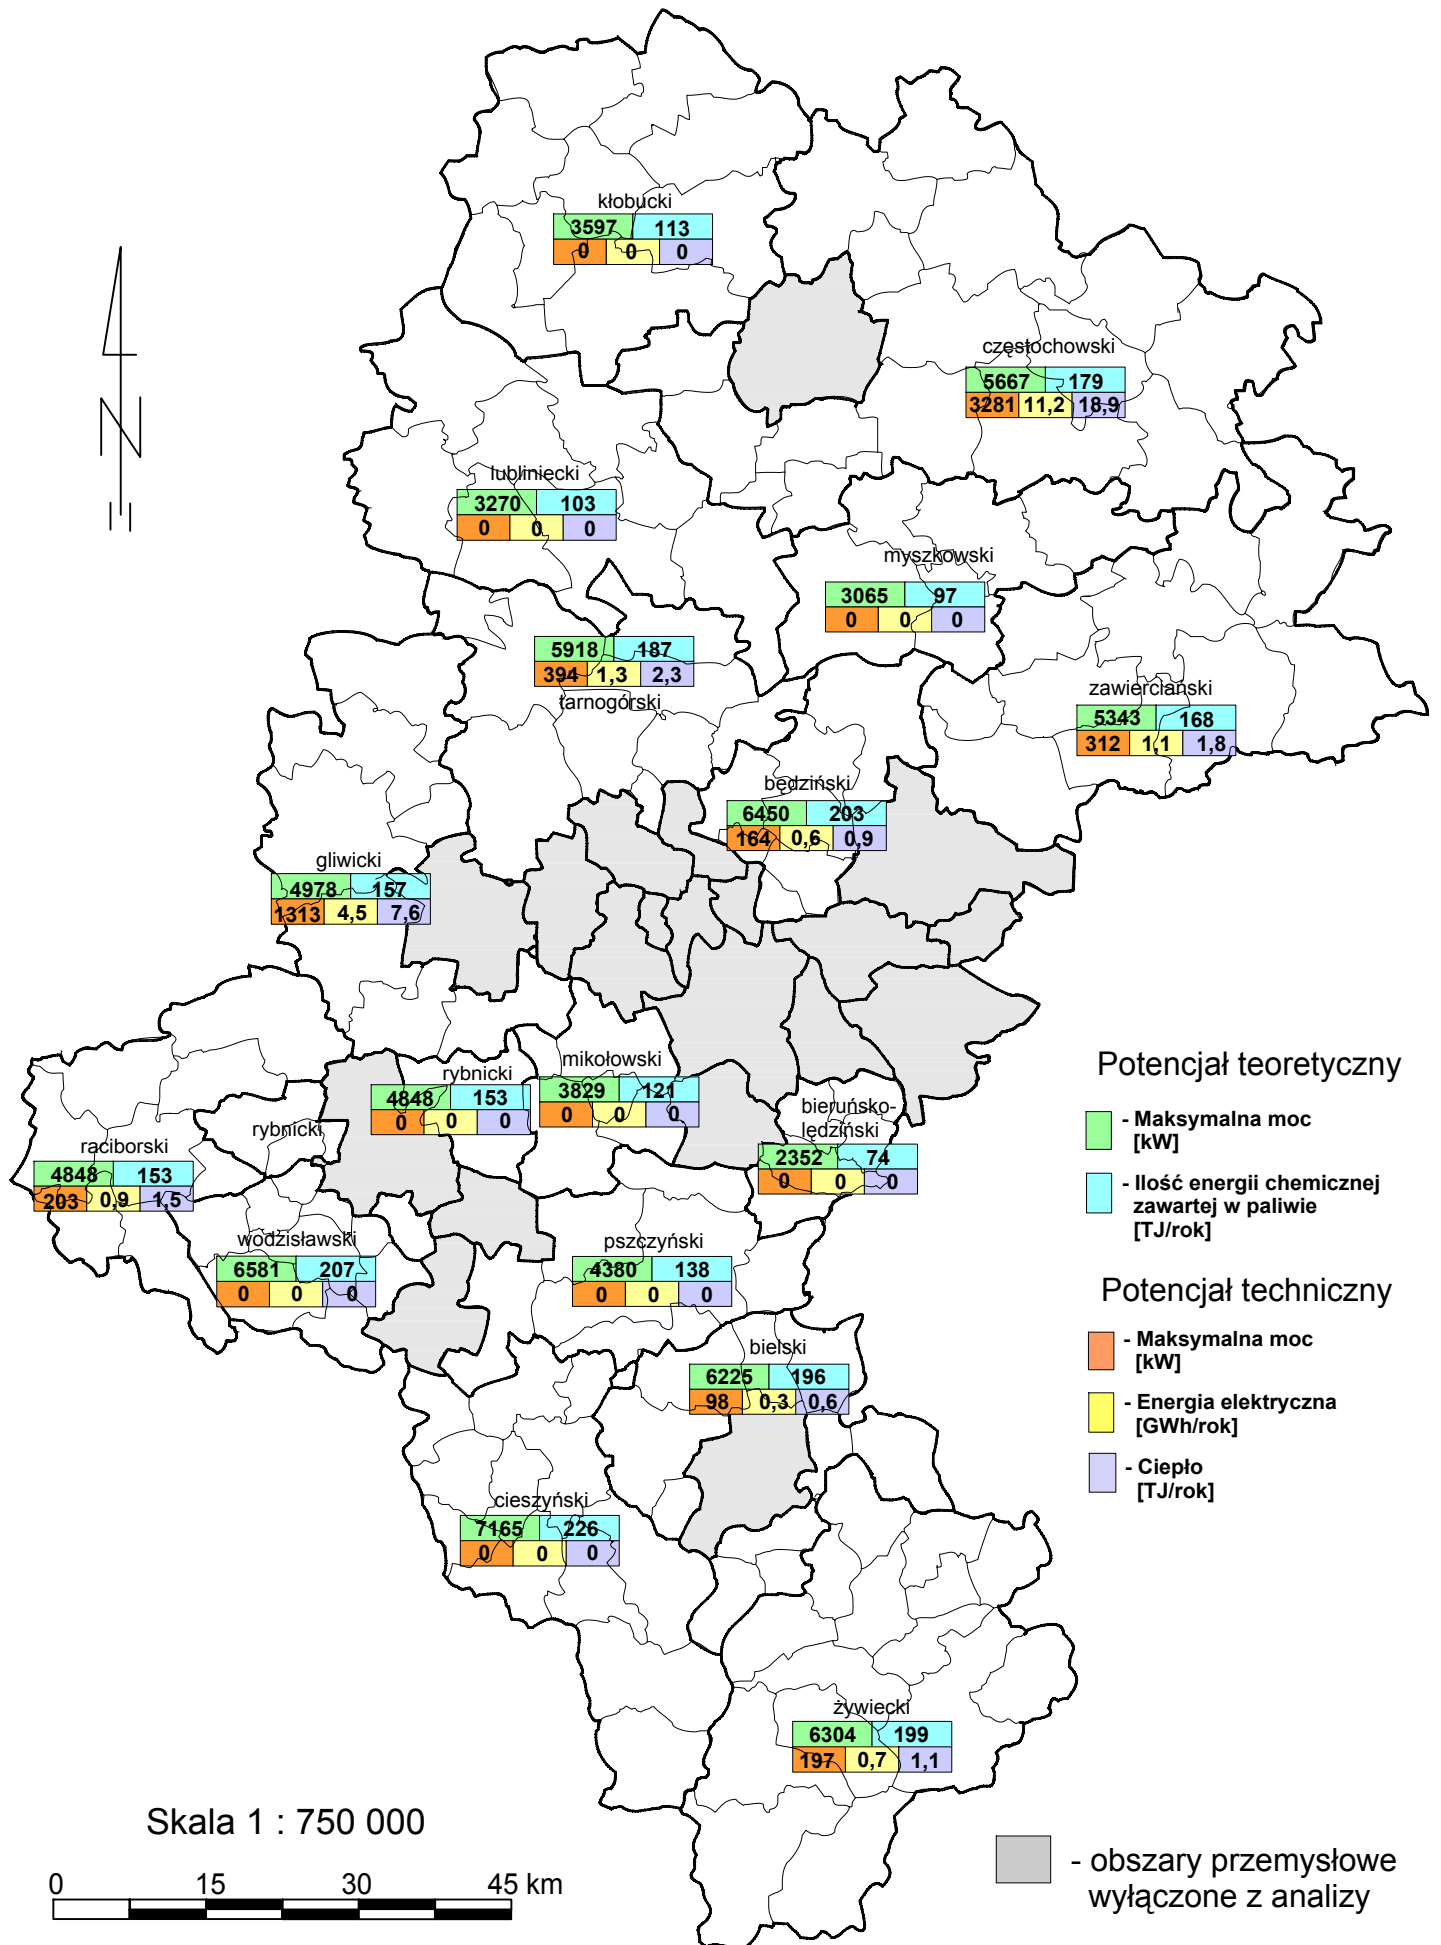 kłobucki
3597 113
0 0 0
częstochowski
5667 179
3281 11,2 18,9
lubliniecki
3270 103
0 0 0
myszkowski
3065 97
0 0 0
5918 187
394 1,3 2,3
tarnogórski
zawierciański
5343 168
312 1,1 1,8
będziński
6450 203
164 0,6 0,9
gliwicki
4978 157
1313 4,5 7,6
rybnicki
4848 153
0 0 0
mikołowski
3829 121
0 0 0
bieruńsko-
lędziński
2352 74
0 0 0
rybnicki
raciborski
4848 153
203 0,9 1,5
wodzisławski
6581 207
0 0 0
pszczyński
4380 138
0 0 0
bielski
6225 196
98 0,3 0,6
cieszyński
7165 226
0 0 0
żywiecki
6304 199
197 0,7 1,1
N
Potencjał teoretyczny
- Maksymalna moc
[kW]
- Ilość energii chemicznej
zawartej w paliwie
[TJ/rok]
Potencjał techniczny
- Maksymalna moc
[kW]
- Energia elektryczna
[GWh/rok]
- Ciepło
[TJ/rok]
Skala 1 : 750 000
0 15 30 45 km
- obszary przemysłowe
wyłączone z analizy